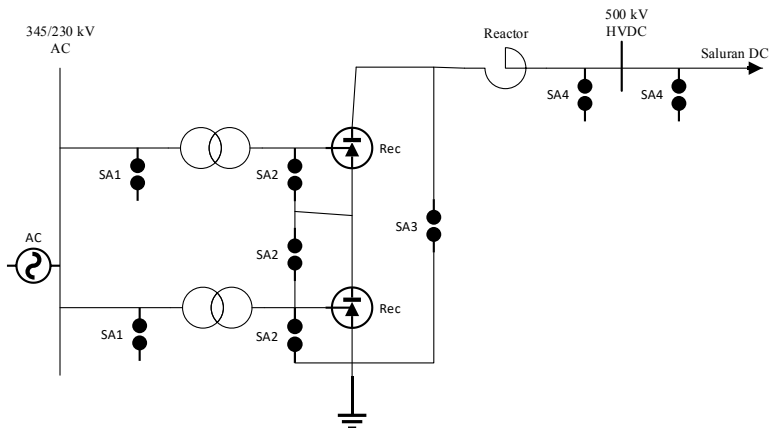 345/230 kV
AC
500 kV
HVDC
Reactor
Saluran DC
SA4
SA4
SA1
SA2
Rec
SA3
AC
SA2
SA1
SA2
Rec